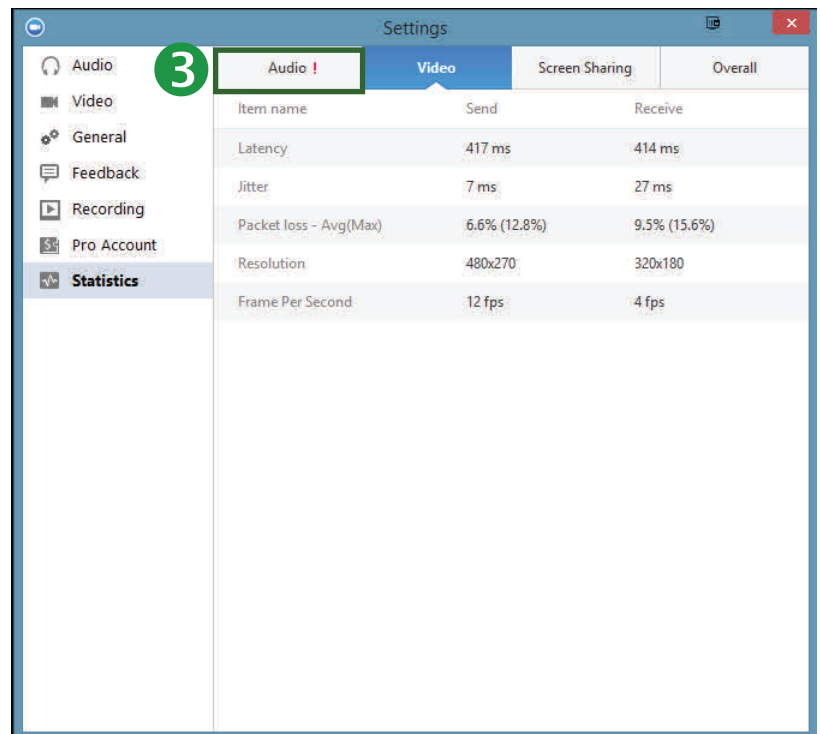 Settings
Audio
Video
General
Feedback
Recording
Pro Account
Statistics
3
Audio ! Video Screen Sharing Overall
Item name Send Receive
Latency 417 ms 414 ms
Jitter 7 ms 27 ms
Packet loss - Avg(Max) 6.6% (12.8%) 9.5% (15.6%)
Resolution 480x270 320x180
Frame Per Second 12 fps 4 fps